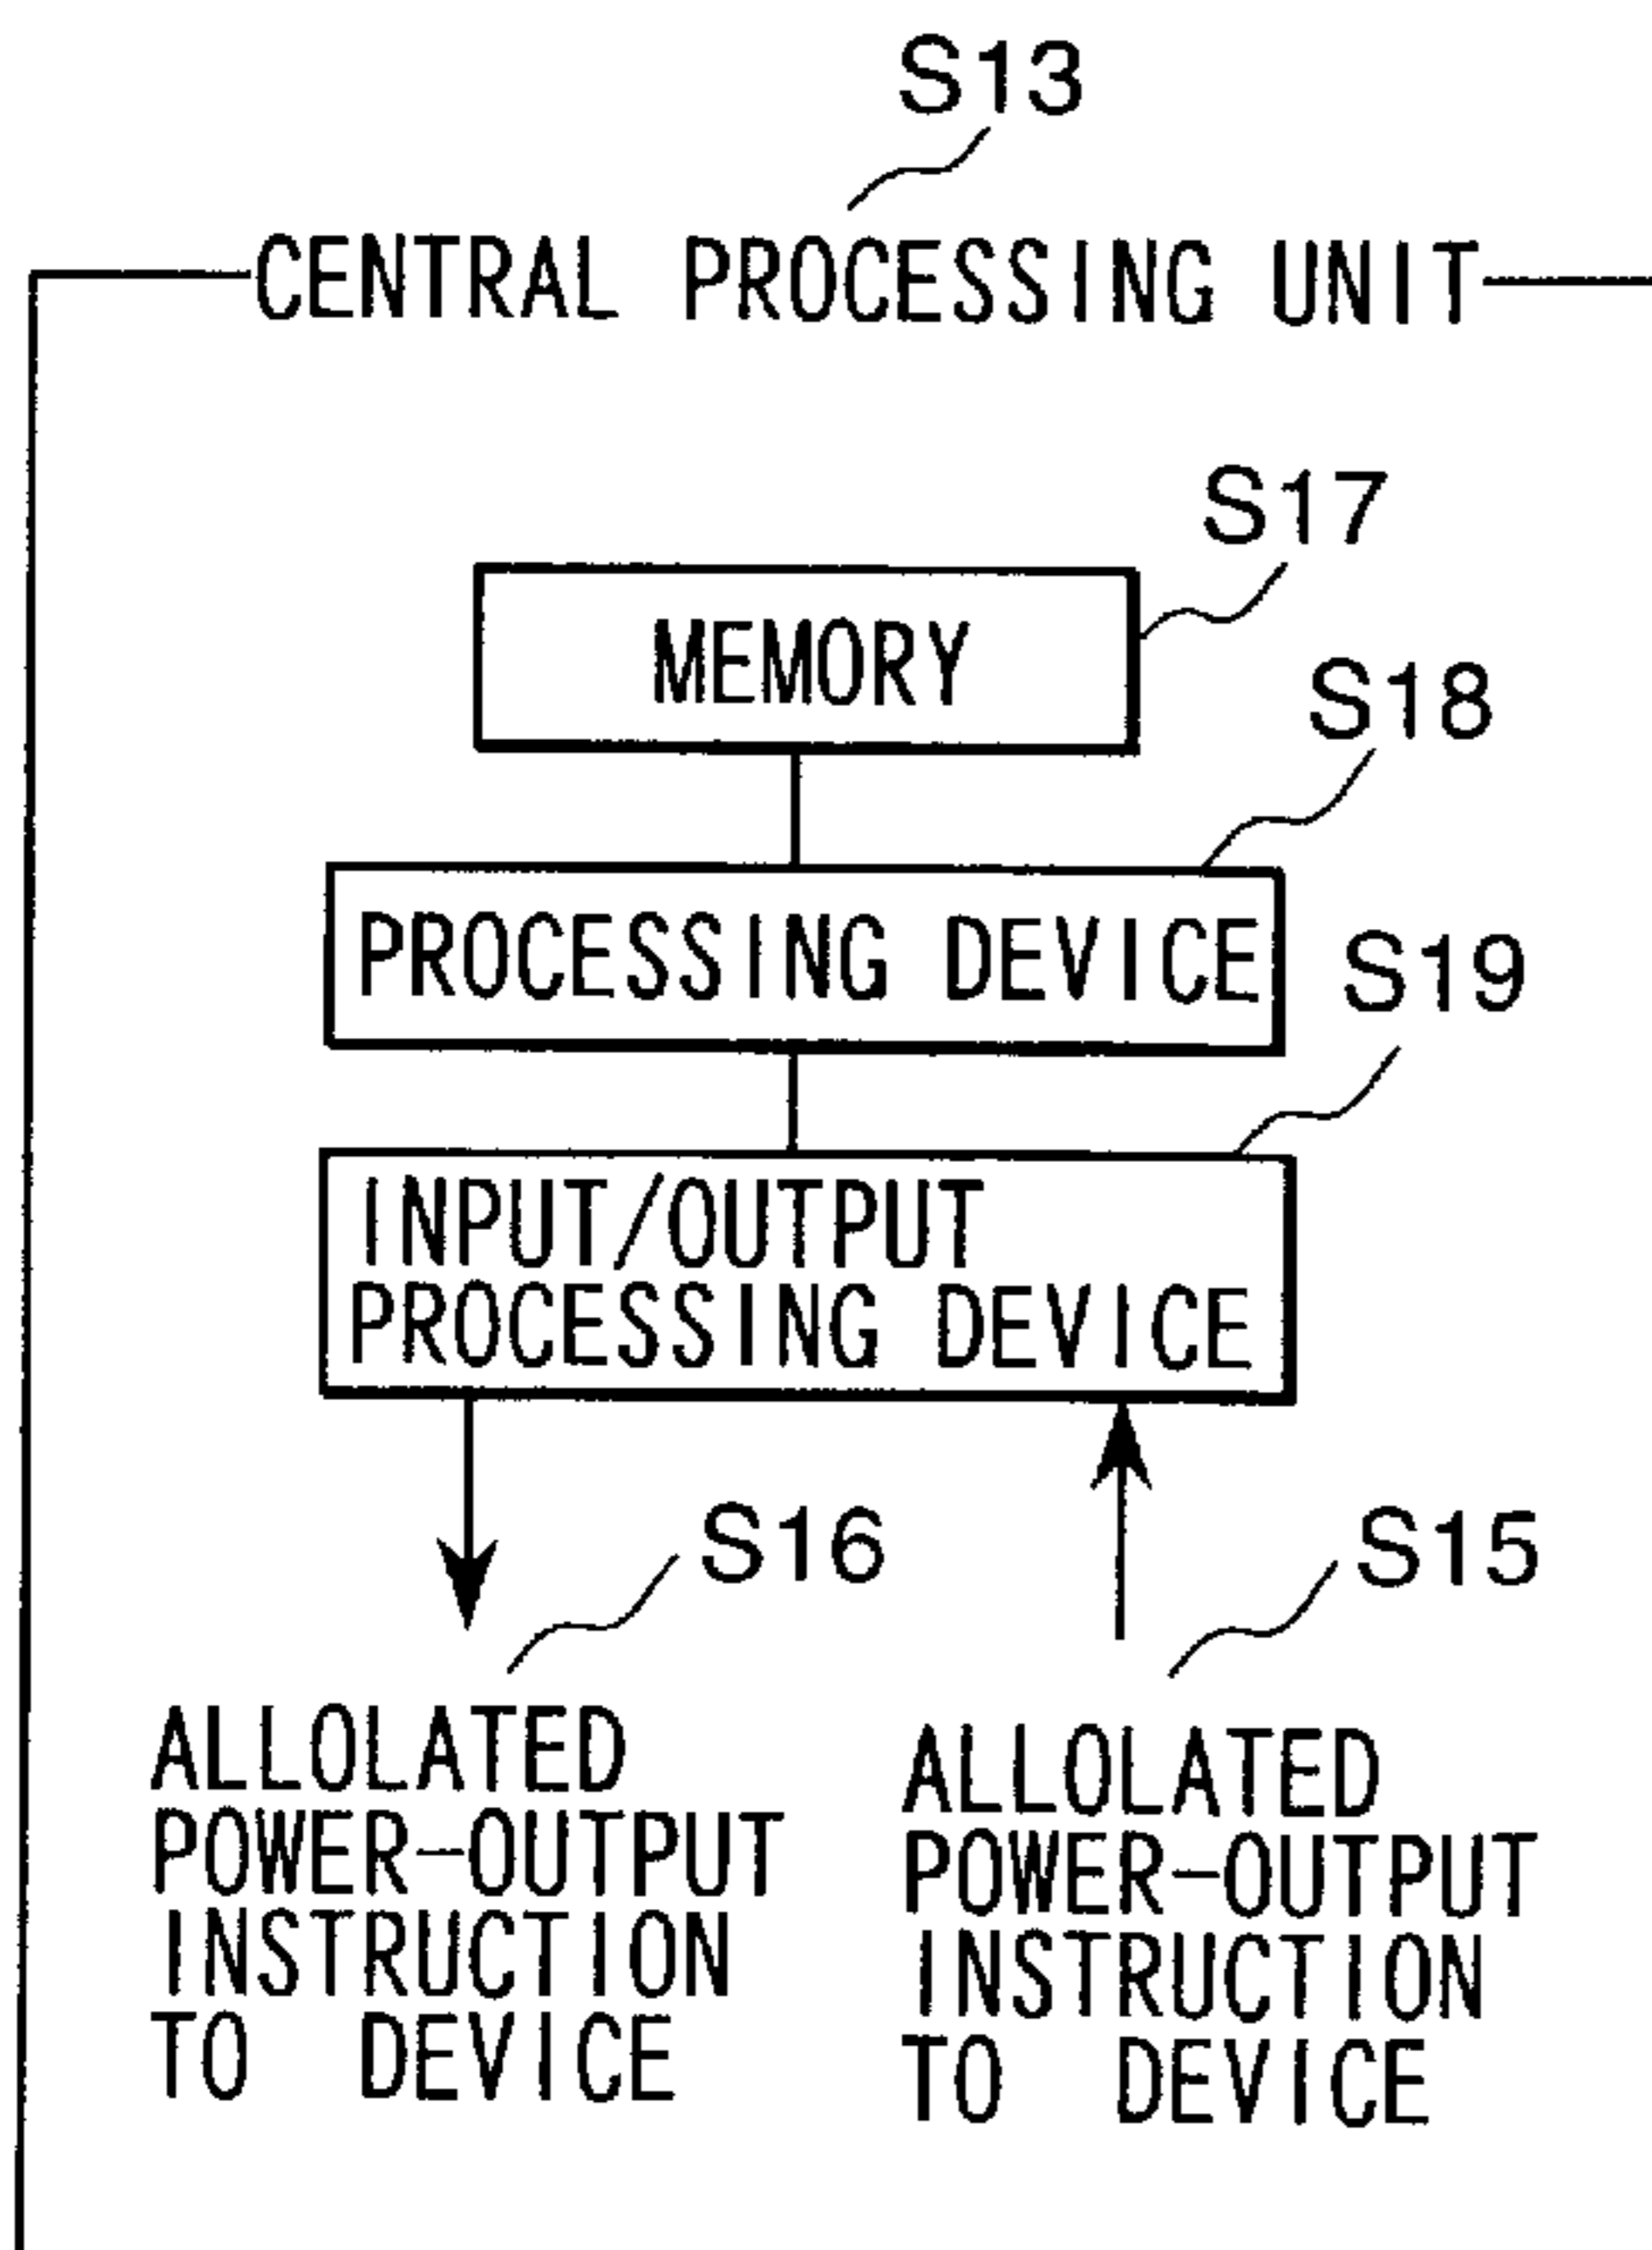 S13
CENTRAL PROCESSING UNIT
S17
MEMORY
S18
PROCESSING DEVICE
S19
INPUT/OUTPUT
PROCESSING DEVICE
S16
S15
ALLOLATED
POWER-OUTPUT
INSTRUCTION
TO DEVICE
ALLOLATED
POWER-OUTPUT
INSTRUCTION
TO DEVICE